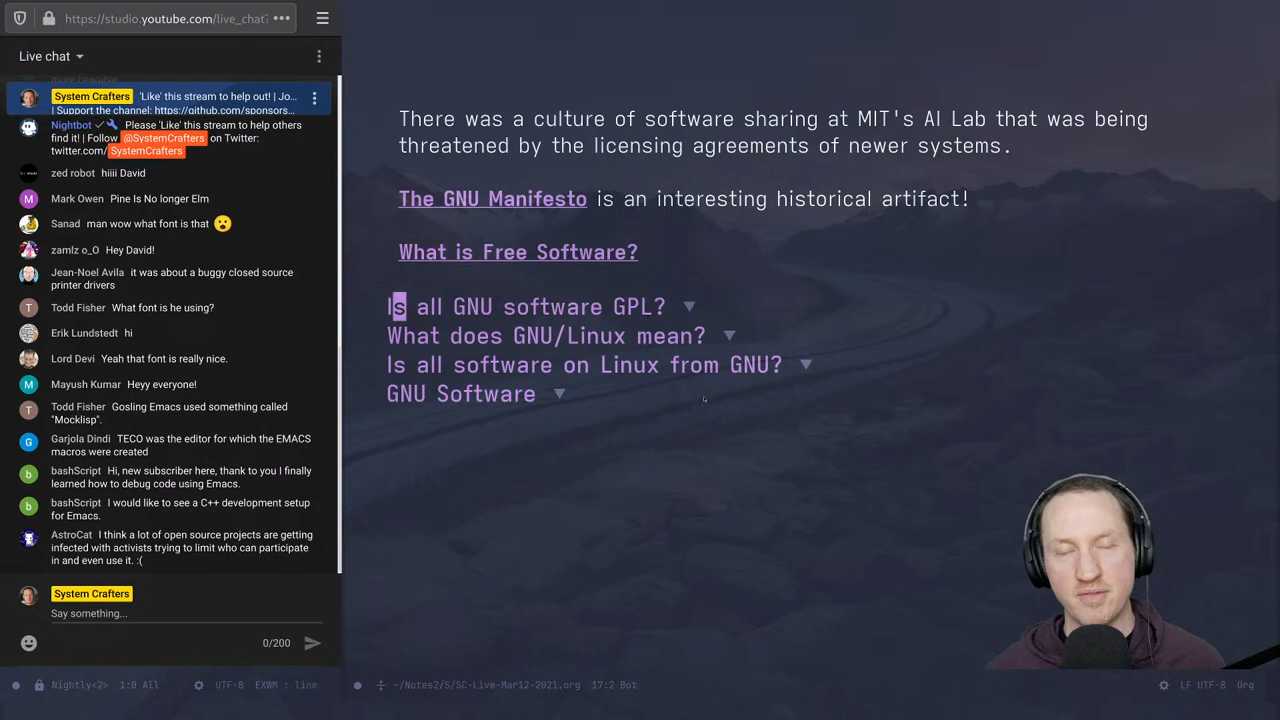 https://studio.youtube.com/live_chat?
Live chat
more bearable
System Crafters 'Like' this stream to help out! | Jo...
| Support the channel: https://github.com/sponsors...
Nightbot Please 'Like' this stream to help others
find it! | Follow @SystemCrafters on Twitter:
twitter.com/SystemCrafters
zed robot hiiii David
Mark Owen Pine Is No longer Elm
Sanad man wow what font is that 😮
zamlz o_O Hey David!
Jean-Noel Avila it was about a buggy closed source
printer drivers
T Todd Fisher What font is he using?
Erik Lundstedt hi
Lord Devi Yeah that font is really nice.
Mayush Kumar Heyy everyone!
T Todd Fisher Gosling Emacs used something called
"Mocklisp".
G Garjola Dindi TECO was the editor for which the EMACS
macros were created
b bashScript Hi, new subscriber here, thank to you I finally
learned how to debug code using Emacs.
b bashScript I would like to see a C++ development setup
for Emacs.
AstroCat I think a lot of open source projects are getting
infected with activists trying to limit who can participate
in and even use it. :(
System Crafters
Say something...
0/200
Nightly<2> 1:0 All UTF-8 EXWM : line
There was a culture of software sharing at MIT's AI Lab that was being
threatened by the licensing agreements of newer systems.
The GNU Manifesto is an interesting historical artifact!
What is Free Software?
Is all GNU software GPL? ▼
What does GNU/Linux mean? ▼
Is all software on Linux from GNU? ▼
GNU Software ▼
~/Notes2/S/SC-Live-Mar12-2021.org 17:2 Bot LF UTF-8 Org